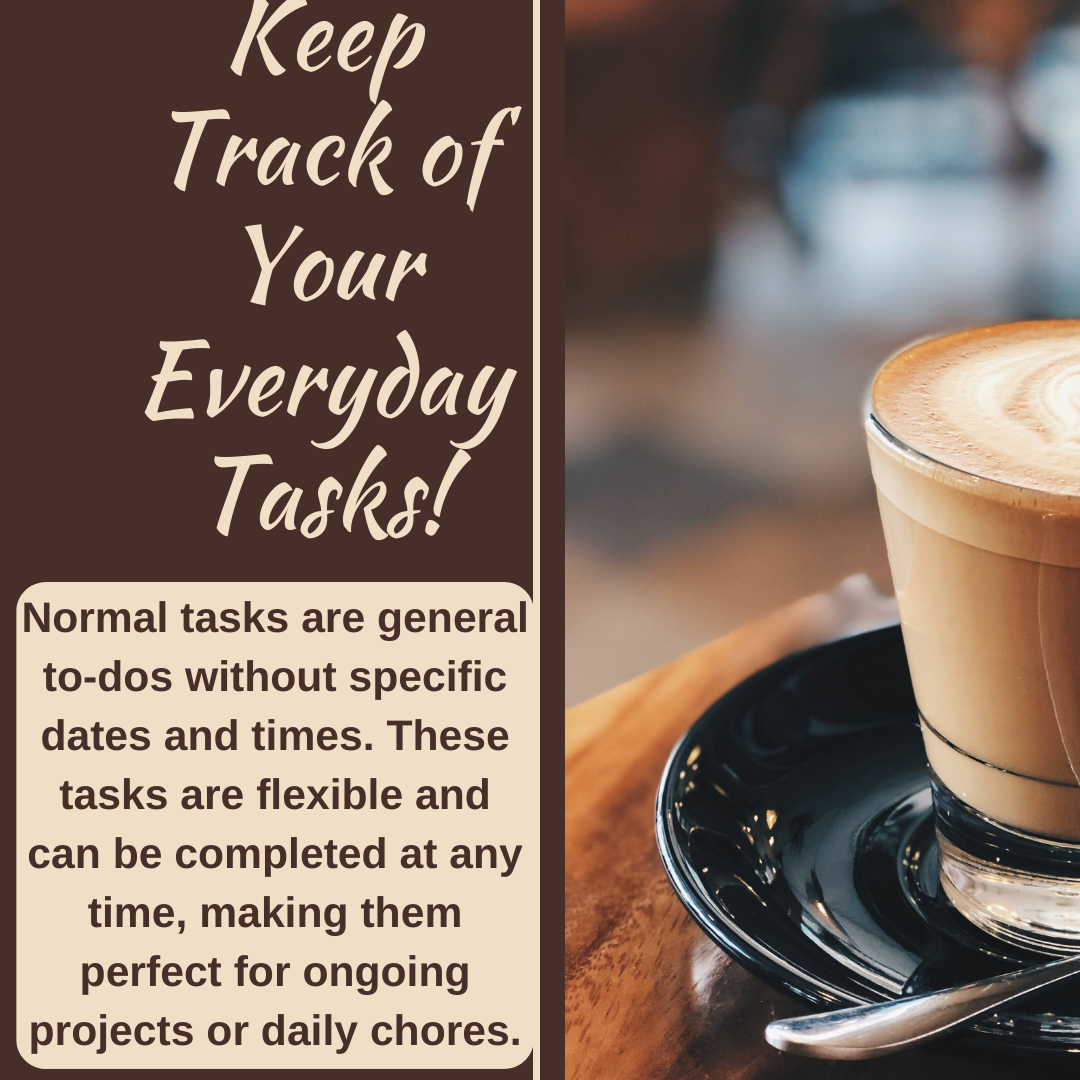 Keep
Track of
Your
Everyday
Tasks!
Normal tasks are general
to-dos without specific
dates and times. These
tasks are flexible and
can be completed at any
time, making them
perfect for ongoing
projects or daily chores.